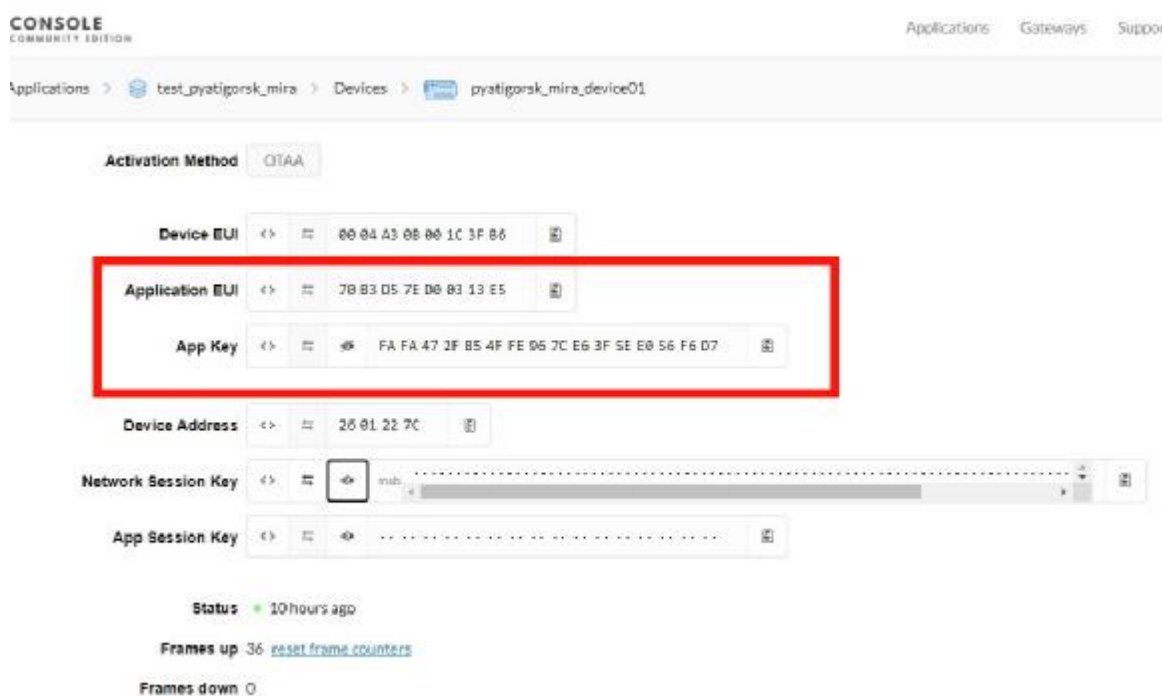 CONSOLE
COMMUNITY EDITION
Applications Gateways Suppor
Applications > test_pyatigorsk_mira > Devices > pyatigorsk_mira_device01
Activation Method OTAA
Device EUI <> 00 04 A3 0B 00 1C 3F B6
Application EUI <> 70 B3 D5 7E D0 03 13 E5
App Key <> FA FA 47 2F B5 4F FE 96 7C E6 3F 5E E0 56 F6 D7
Device Address <> 26 01 22 7C
Network Session Key <> msb
App Session Key <>
Status 10 hours ago
Frames up 36 reset frame counters
Frames down 0